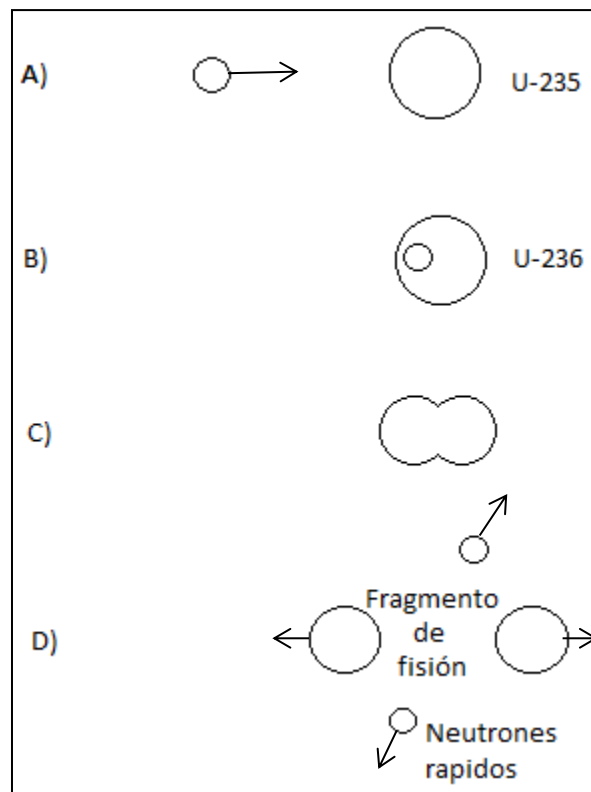 A)
U-235
B)
U-236
C)
Fragmento
de
fisión
D)
Neutrones
rapidos